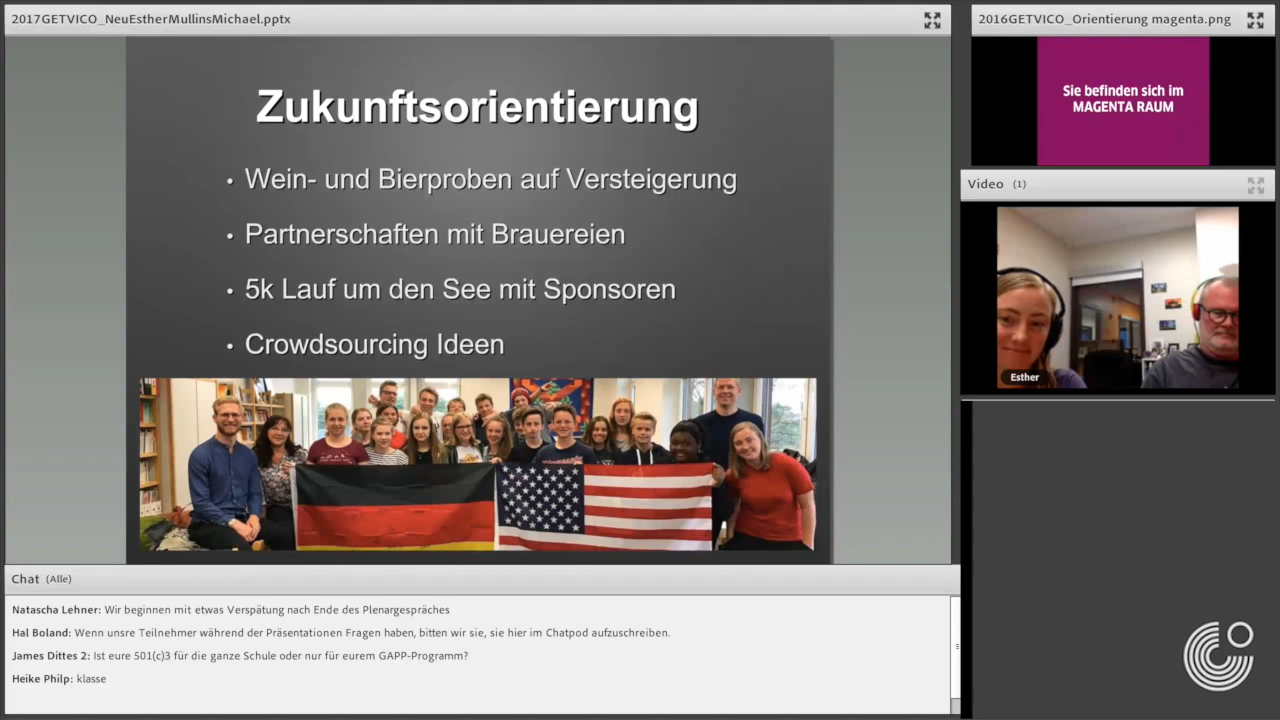 2017GETVICO_NeuEstherMullinsMichael.pptx
Zukunftsorientierung
• Wein- und Bierproben auf Versteigerung
• Partnerschaften mit Brauereien
• 5k Lauf um den See mit Sponsoren
• Crowdsourcing Ideen
2016GETVICO_Orientierung magenta.png
Sie befinden sich im
MAGENTA RAUM
Video (1)
Esther
Chat (Alle)
Natascha Lehner: Wir beginnen mit etwas Verspätung nach Ende des Plenargespräches
Hal Boland: Wenn unsre Teilnehmer während der Präsentationen Fragen haben, bitten wir sie, sie hier im Chatpod aufzuschreiben.
James Dittes 2: Ist eure 501(c)3 für die ganze Schule oder nur für eurem GAPP-Programm?
Heike Philp: klasse